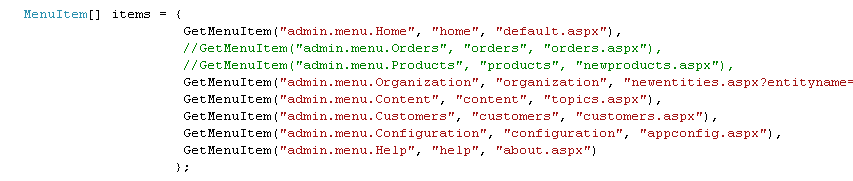 MenuItem[] items = {
GetMenuItem("admin.menu.Home", "home", "default.aspx"),
//GetMenuItem("admin.menu.Orders", "orders", "orders.aspx"),
//GetMenuItem("admin.menu.Products", "products", "newproducts.aspx"),
GetMenuItem("admin.menu.Organization", "organization", "newentities.aspx?entityname=
GetMenuItem("admin.menu.Content", "content", "topics.aspx"),
GetMenuItem("admin.menu.Customers", "customers", "customers.aspx"),
GetMenuItem("admin.menu.Configuration", "configuration", "appconfig.aspx"),
GetMenuItem("admin.menu.Help", "help", "about.aspx")
};